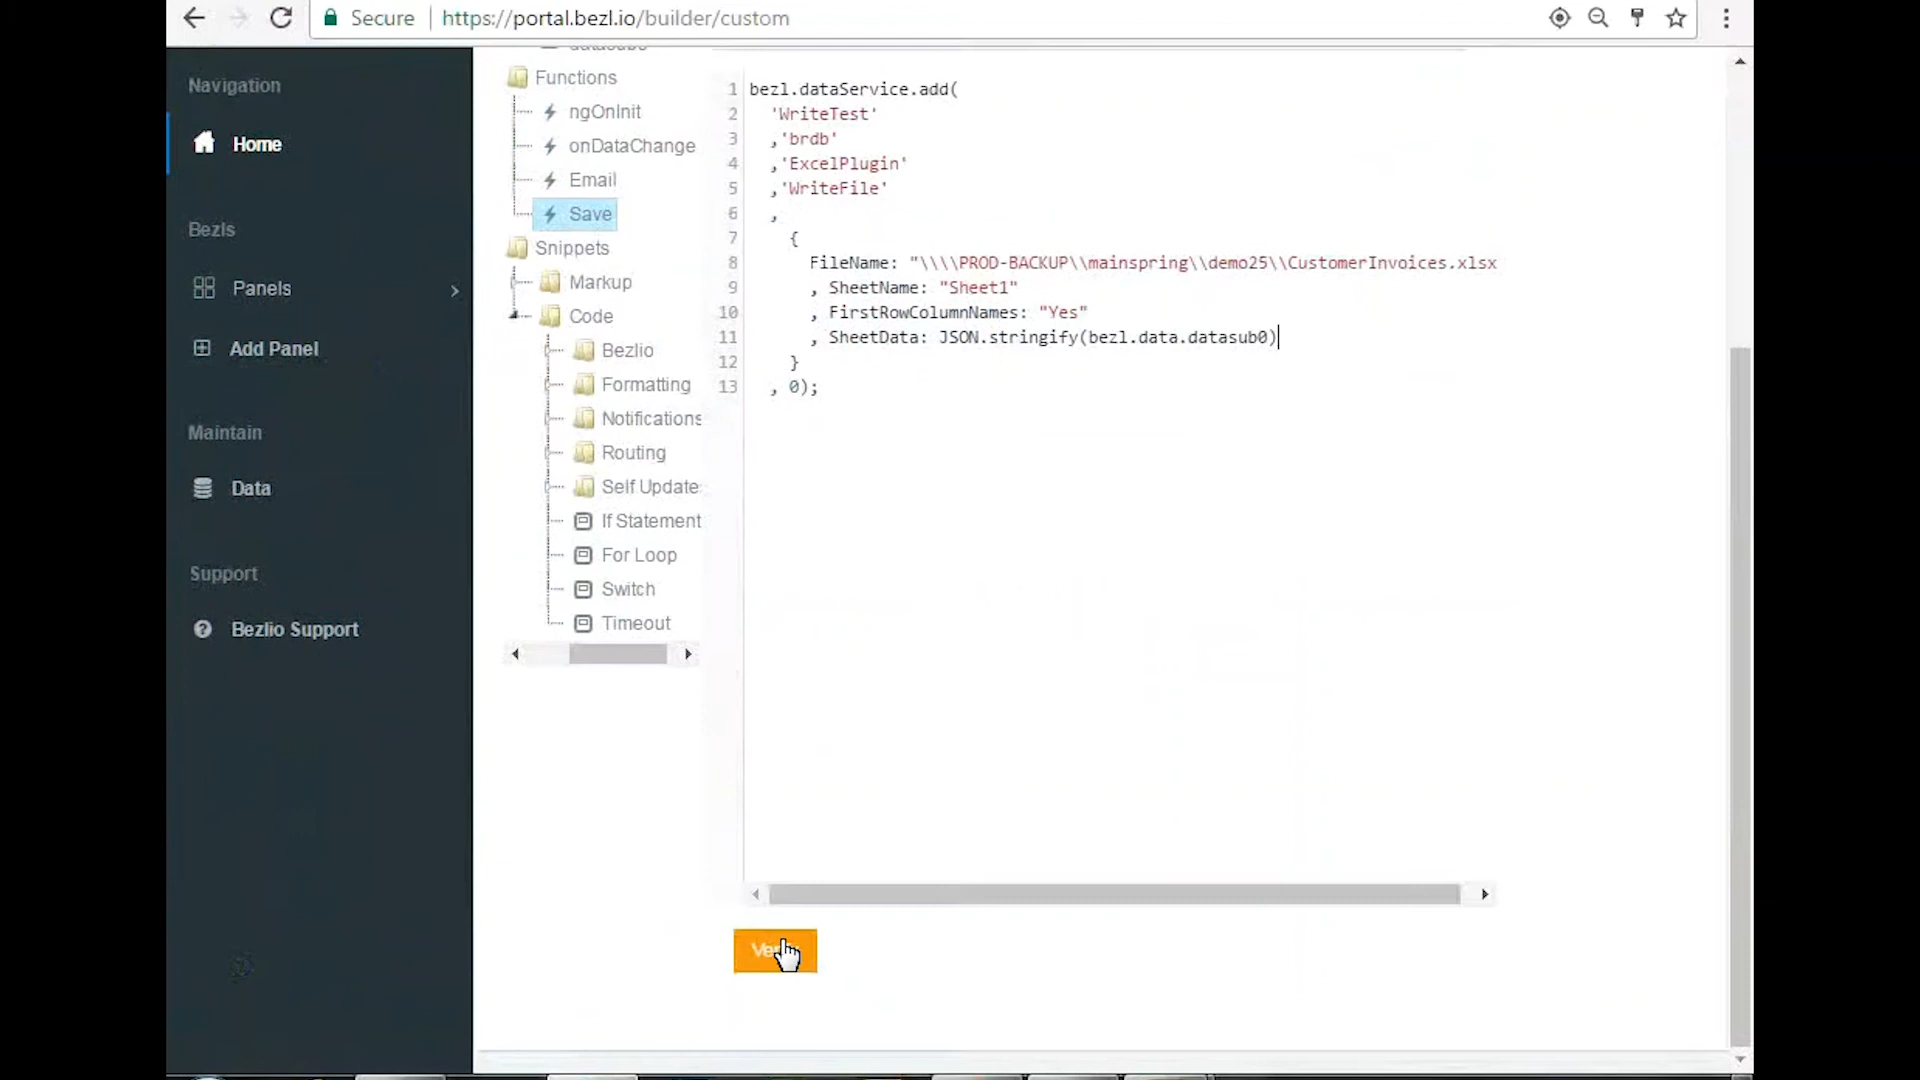 Secure https://portal.bezl.io/builder/custom
Navigation
Home
Bezls
Panels
Add Panel
Maintain
Data
Support
Bezlio Support
Functions
ngOnInit
onDataChange
Email
Save
Snippets
Markup
Code
Bezlio
Formatting
Notifications
Routing
Self Update
If Statement
For Loop
Switch
Timeout
1 bezl.dataService.add(
2 'WriteTest'
3 ,'brdb'
4 ,'ExcelPlugin'
5 ,'WriteFile'
6 ,
7 {
8 FileName: "\\\\PROD-BACKUP\\mainspring\\demo25\\CustomerInvoices.xlsx
9 , SheetName: "Sheet1"
10 , FirstRowColumnNames: "Yes"
11 , SheetData: JSON.stringify(bezl.data.datasub0)
12 }
13 , 0);